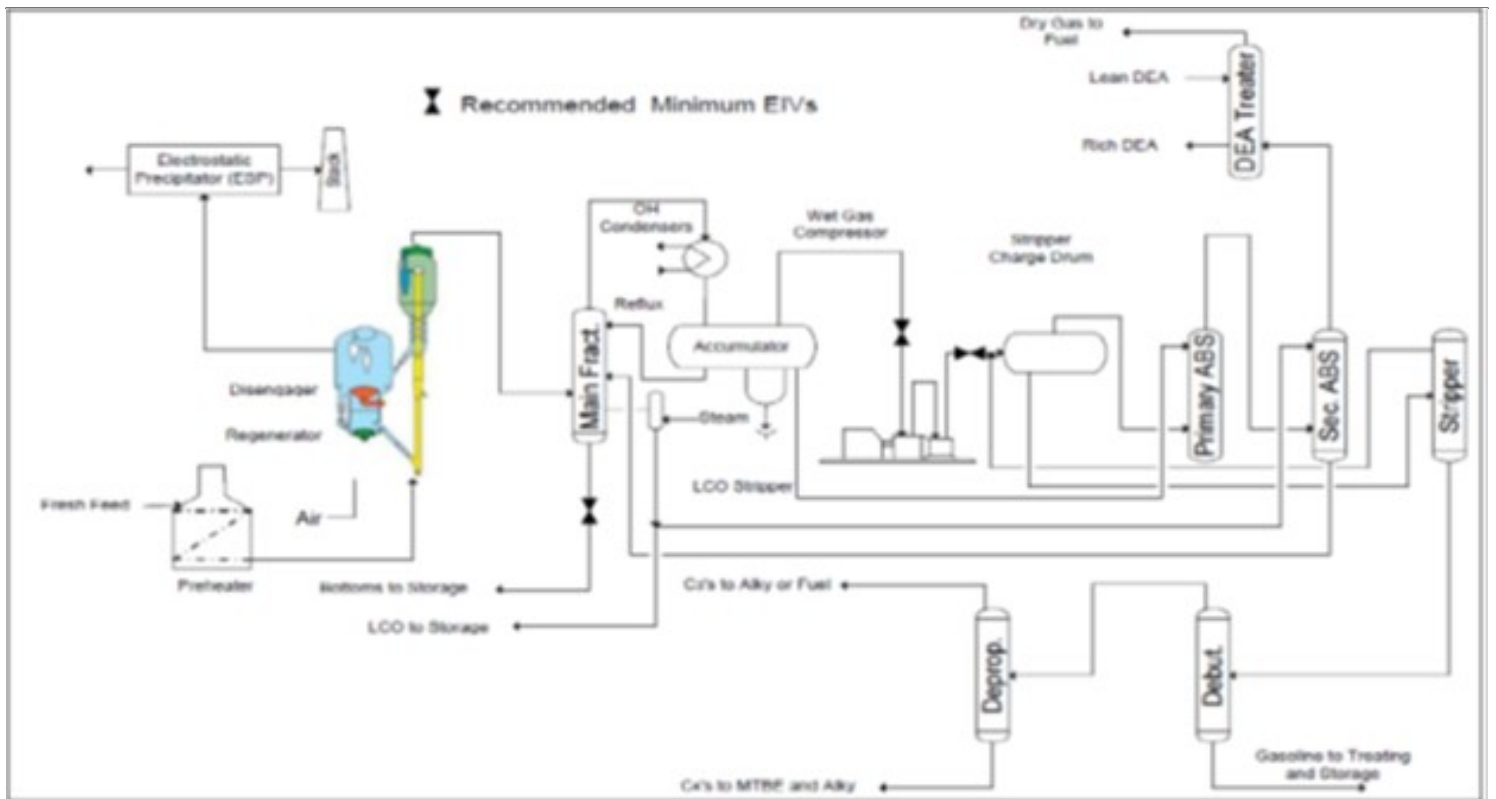 Dry Gas to
Fuel
Lean DEA
DEA Treater
Rich DEA
Recommended Minimum EIVs
Electrostatic
Precipitator (ESP)
Stack
OH
Condensers
Wet Gas
Compressor
Stripper
Charge Drum
Reflux
Accumulator
Main Fract.
Primary ABS
Sec. ABS
Stripper
Disengager
Regenerator
Steam
LCO Stripper
Fresh Feed
Air
Preheater
Bottoms to Storage
LCO to Storage
C3's to Alky or Fuel
Deprop.
Debut.
Gasoline to Treating
and Storage
C4's to MTBE and Alky